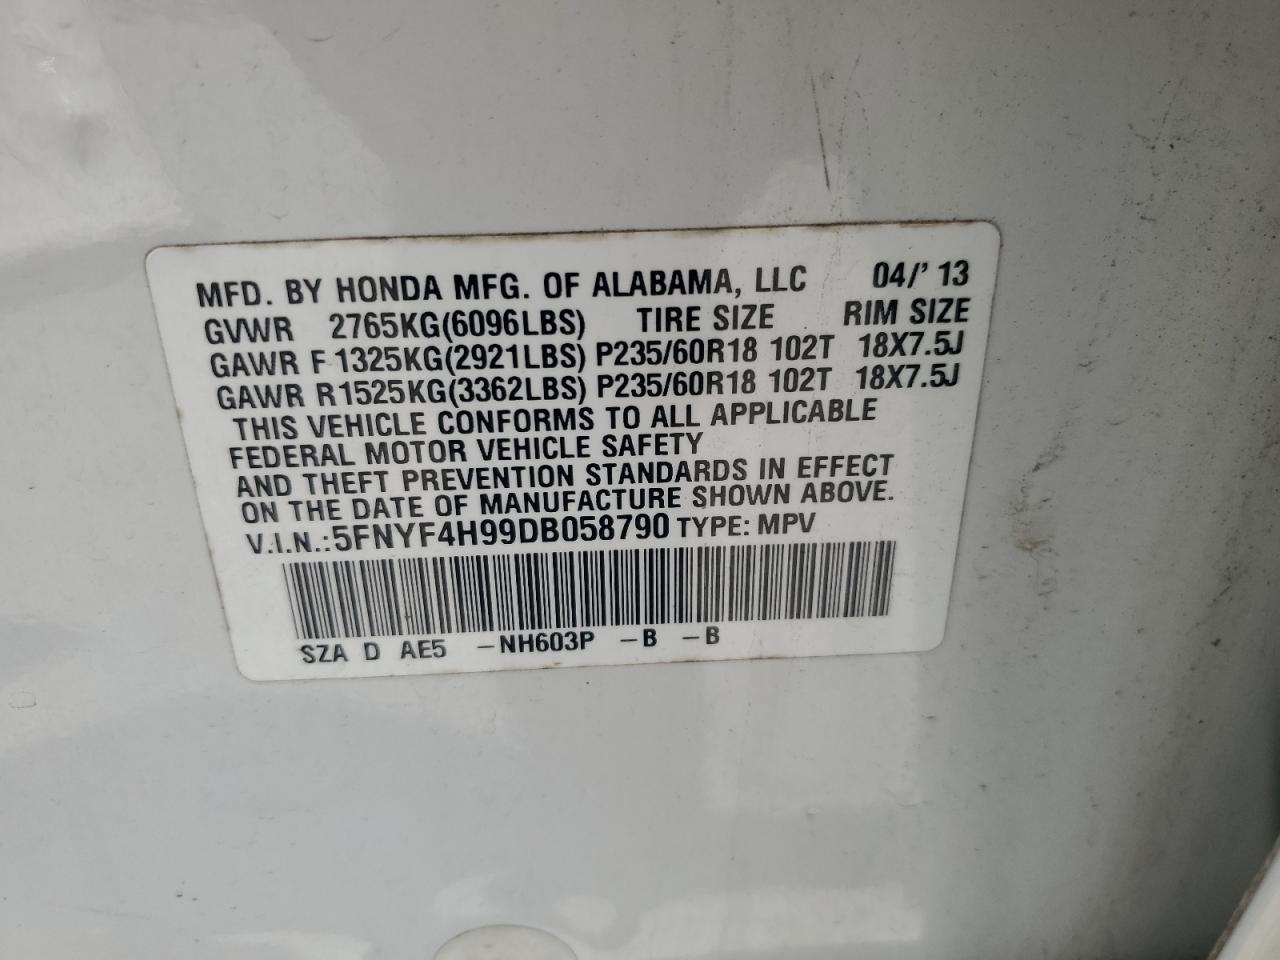 MFD. BY HONDA MFG. OF ALABAMA, LLC 04/' 13
GVWR 2765KG(6096LBS) TIRE SIZE RIM SIZE
GAWR F 1325KG(2921LBS) P235/60R18 102T 18X7.5J
GAWR R1525KG(3362LBS) P235/60R18 102T 18X7.5J
THIS VEHICLE CONFORMS TO ALL APPLICABLE
FEDERAL MOTOR VEHICLE SAFETY
AND THEFT PREVENTION STANDARDS IN EFFECT
ON THE DATE OF MANUFACTURE SHOWN ABOVE.
V.I.N.:5FNYF4H99DB058790 TYPE: MPV
SZA D AE5 -NH603P -B -B